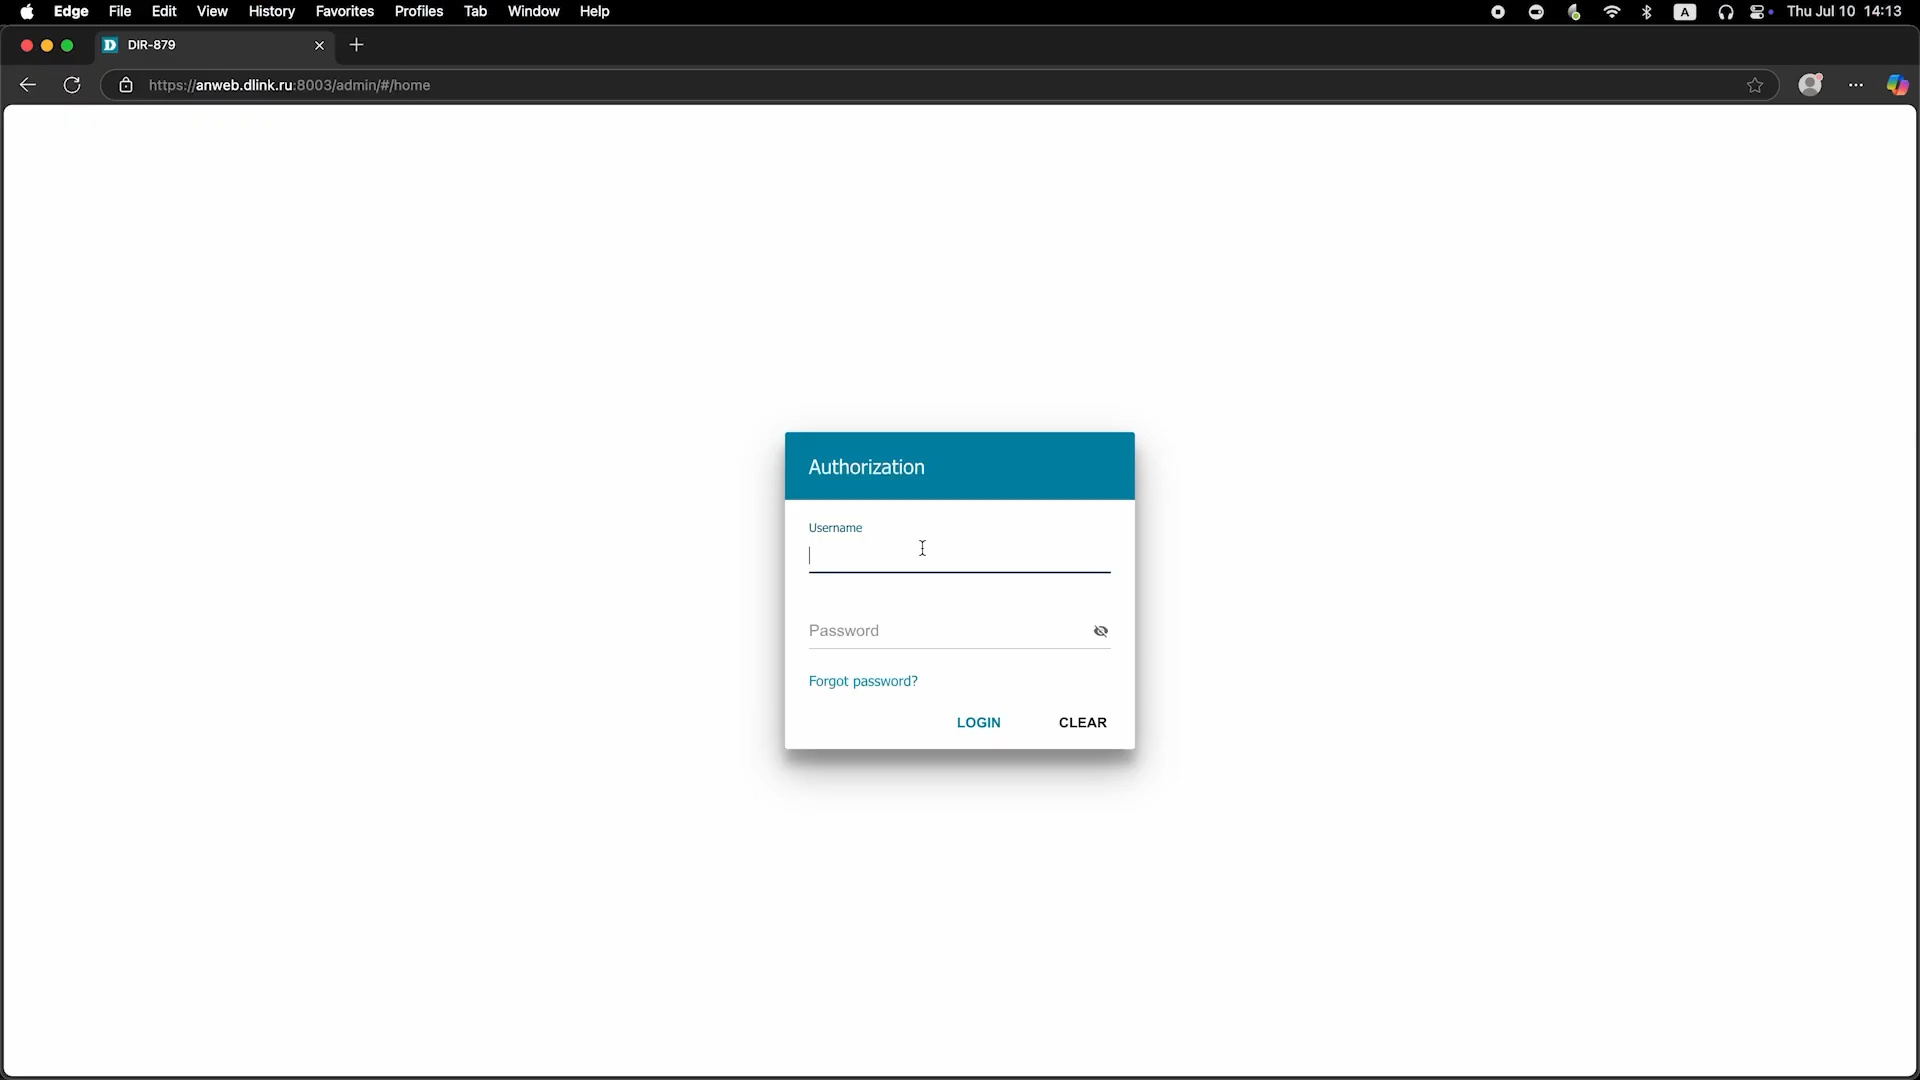 Edge File Edit View History Favorites Profiles Tab Window Help A Thu Jul 10 14:13
D DIR-879
https://anweb.dlink.ru:8003/admin/#/home
Authorization
Username
Password
Forgot password?
LOGIN CLEAR